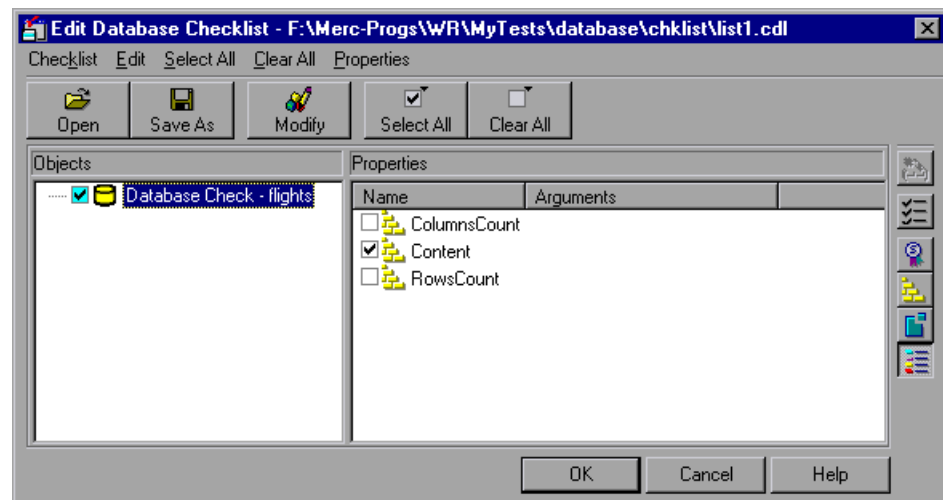 Edit Database Checklist - F:\Merc-Progs\WR\MyTests\database\chklist\list1.cdl
Checklist Edit Select All Clear All Properties
Open Save As Modify Select All Clear All
Objects Properties
Database Check - flights Name Arguments
ColumnsCount
Content
RowsCount
OK Cancel Help